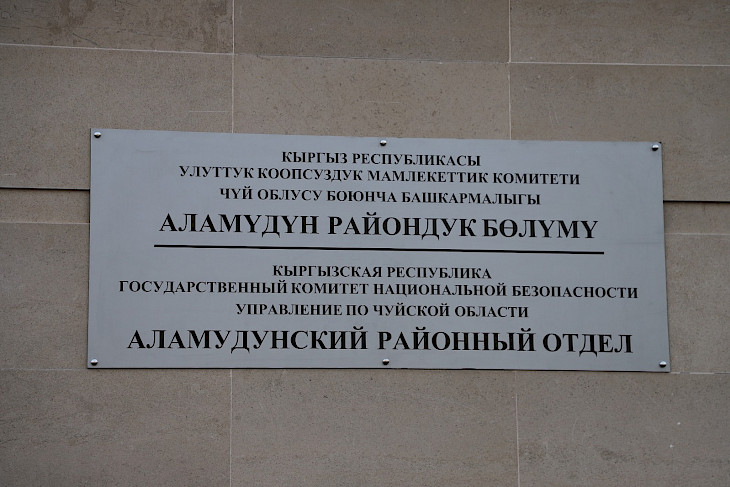 КЫРГЫЗ РЕСПУБЛИКАСЫ
УЛУТТУК КООПСУЗДУК МАМЛЕКЕТТИК КОМИТЕТИ
ЧҮЙ ОБЛУСУ БОЮНЧА БАШКАРМАЛЫГЫ
АЛАМҮДҮН РАЙОНДУК БӨЛҮМҮ
КЫРГЫЗСКАЯ РЕСПУБЛИКА
ГОСУДАРСТВЕННЫЙ КОМИТЕТ НАЦИОНАЛЬНОЙ БЕЗОПАСНОСТИ
УПРАВЛЕНИЕ ПО ЧУЙСКОЙ ОБЛАСТИ
АЛАМУДУНСКИЙ РАЙОННЫЙ ОТДЕЛ